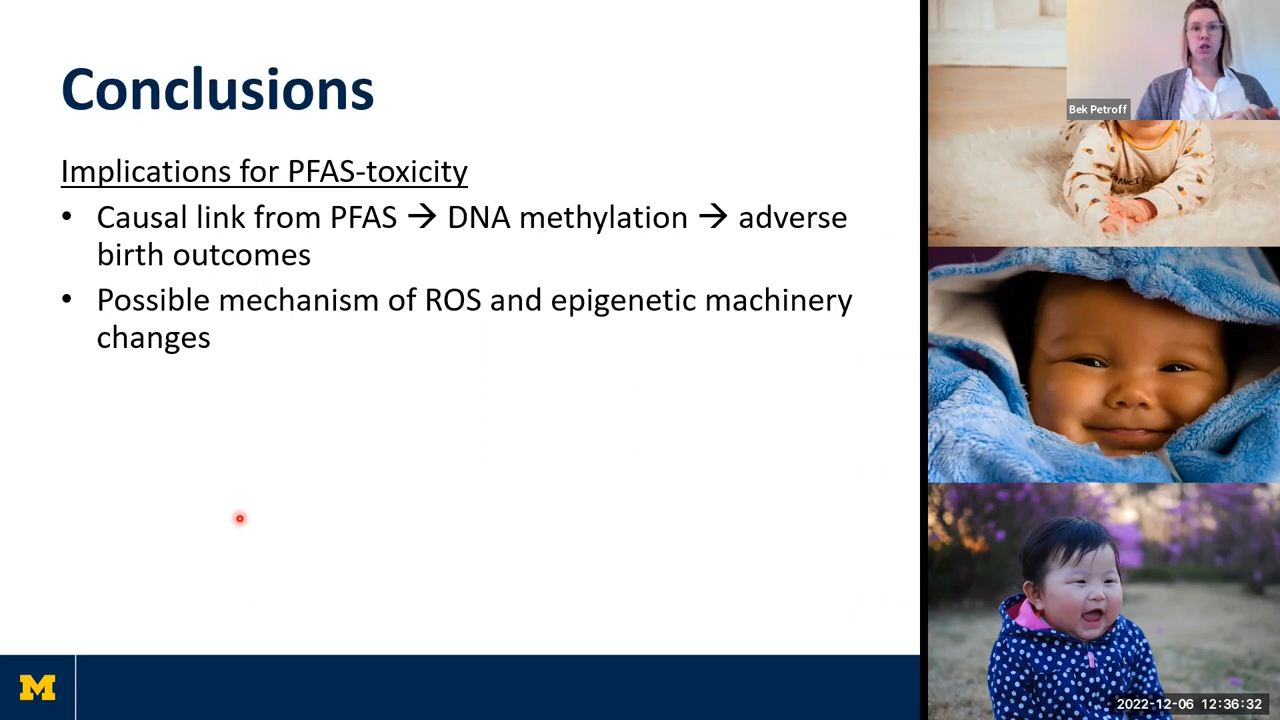 Conclusions
Implications for PFAS-toxicity
• Causal link from PFAS → DNA methylation → adverse
birth outcomes
• Possible mechanism of ROS and epigenetic machinery
changes
M
Bek Petroff
2022-12-06 12:36:32